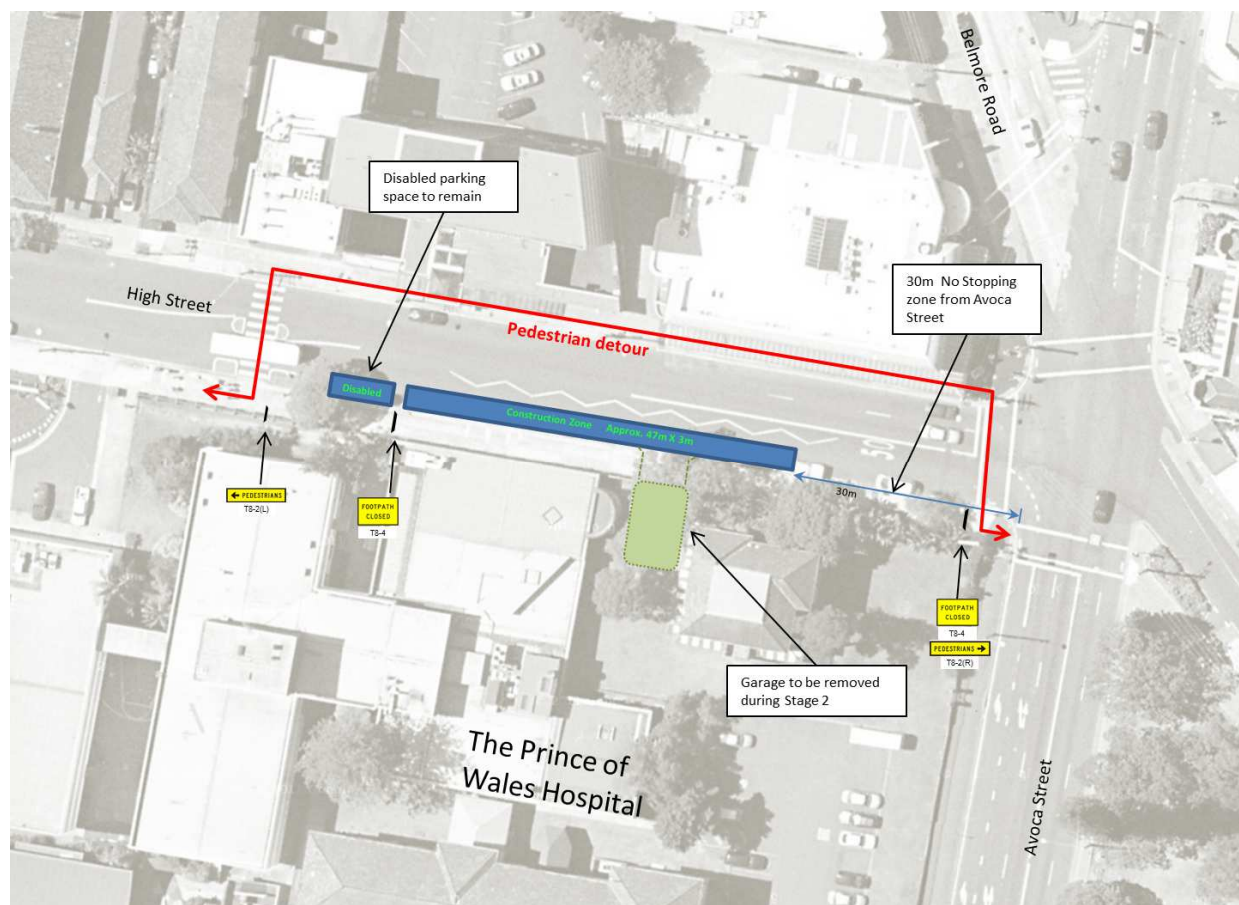 Belmore Road
Disabled parking
space to remain
30m  No Stopping
zone from Avoca
Street
High Street
Pedestrian detour
Disabled
Construction Zone    Approx. 47m X 3m
50
30m
← PEDESTRIANS
T8-2(L)
FOOTPATH
CLOSED
T8-4
FOOTPATH
CLOSED
T8-4
PEDESTRIANS →
T8-2(R)
Garage to be removed
during Stage 2
The Prince of
Wales Hospital
Avoca Street